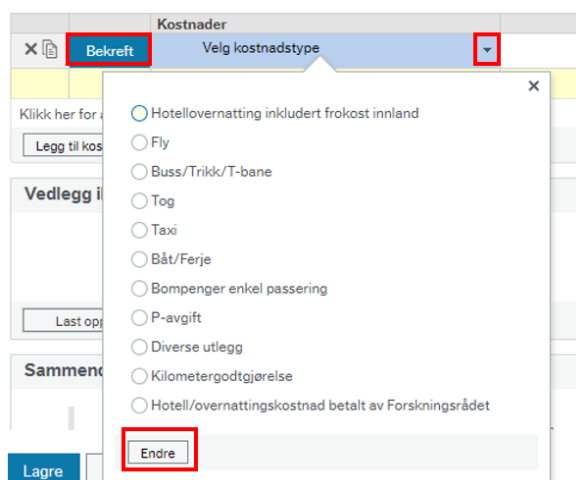 Kostnader
Bekreft
Velg kostnadstype
Klikk her for
Hotellovernatting inkludert frokost innland
Fly
Legg til kos
Buss/Trikk/T-bane
Vedlegg
Tog
Taxi
Båt/Ferje
Bompenger enkel passering
P-avgift
Last opp
Diverse utlegg
Sammend
Kilometergodtgjørelse
Hotell/overnattingskostnad betalt av Forskningsrådet
Endre
Lagre